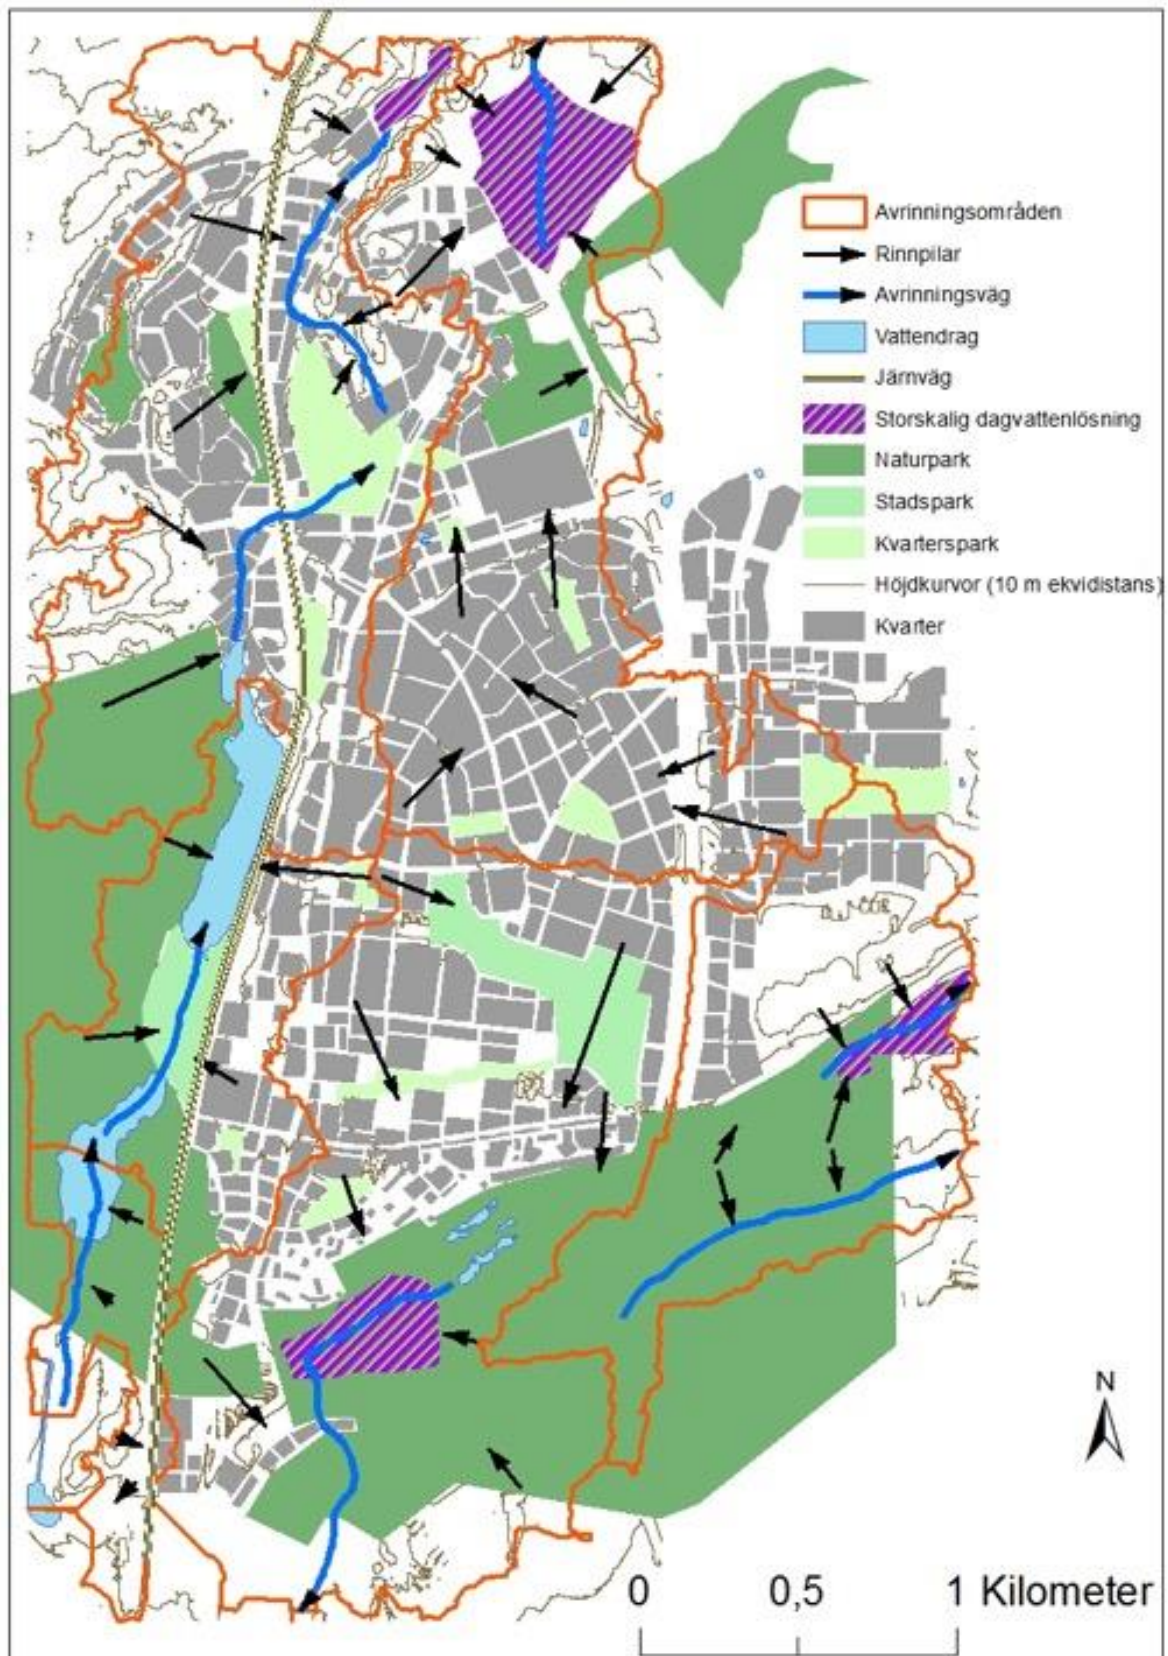 Avrinningsområden
Rinnpilar
Avrinningsväg
Vattendrag
Järnväg
Storskalig dagvattenlösning
Naturpark
Stadspark
Kvarterspark
Höjdkurvor (10 m ekvidistans)
Kvarter
N
0 0,5 1 Kilometer